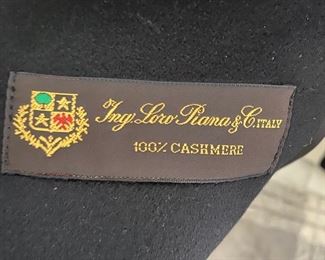 Ing. Loro Piana & C. ITALY
100% CASHMERE